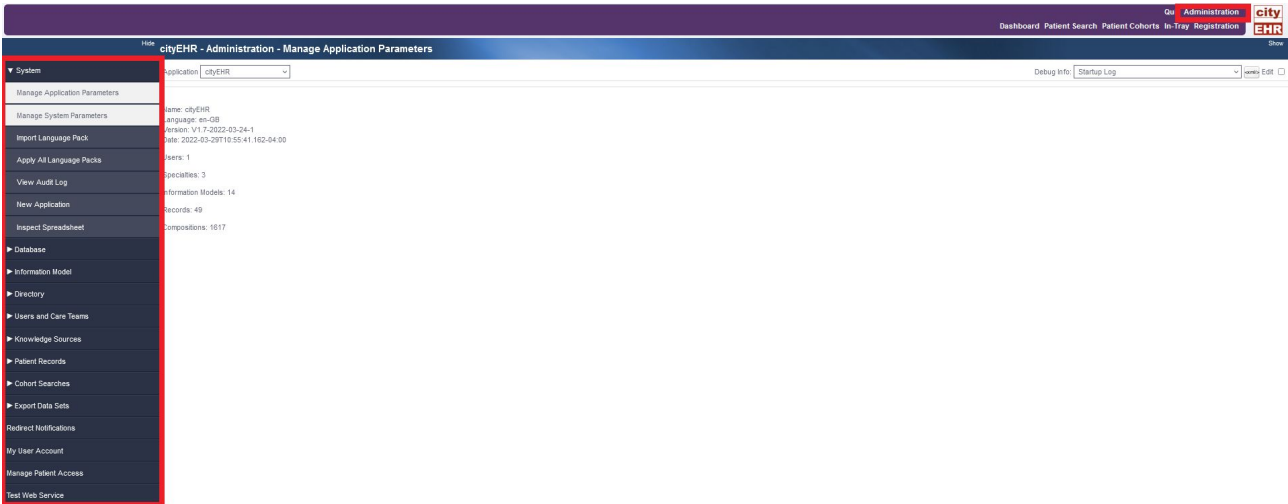 Qu Administration
city
EHR
Dashboard Patient Search Patient Cohorts In-Tray Registration
Hide
cityEHR - Administration - Manage Application Parameters
Show
▼ System
Application cityEHR
Debug Info: Startup Log
Edit
Manage Application Parameters
Manage System Parameters
Import Language Pack
Apply All Language Packs
View Audit Log
New Application
Inspect Spreadsheet
► Database
► Information Model
► Directory
► Users and Care Teams
► Knowledge Sources
► Patient Records
► Cohort Searches
► Export Data Sets
Redirect Notifications
My User Account
Manage Patient Access
Test Web Service
Name: cityEHR
Language: en-GB
Version: V1.7-2022-03-24-1
Date: 2022-03-29T10:55:41.162-04:00
Users: 1
Specialties: 3
Information Models: 14
Records: 49
Compositions: 1617